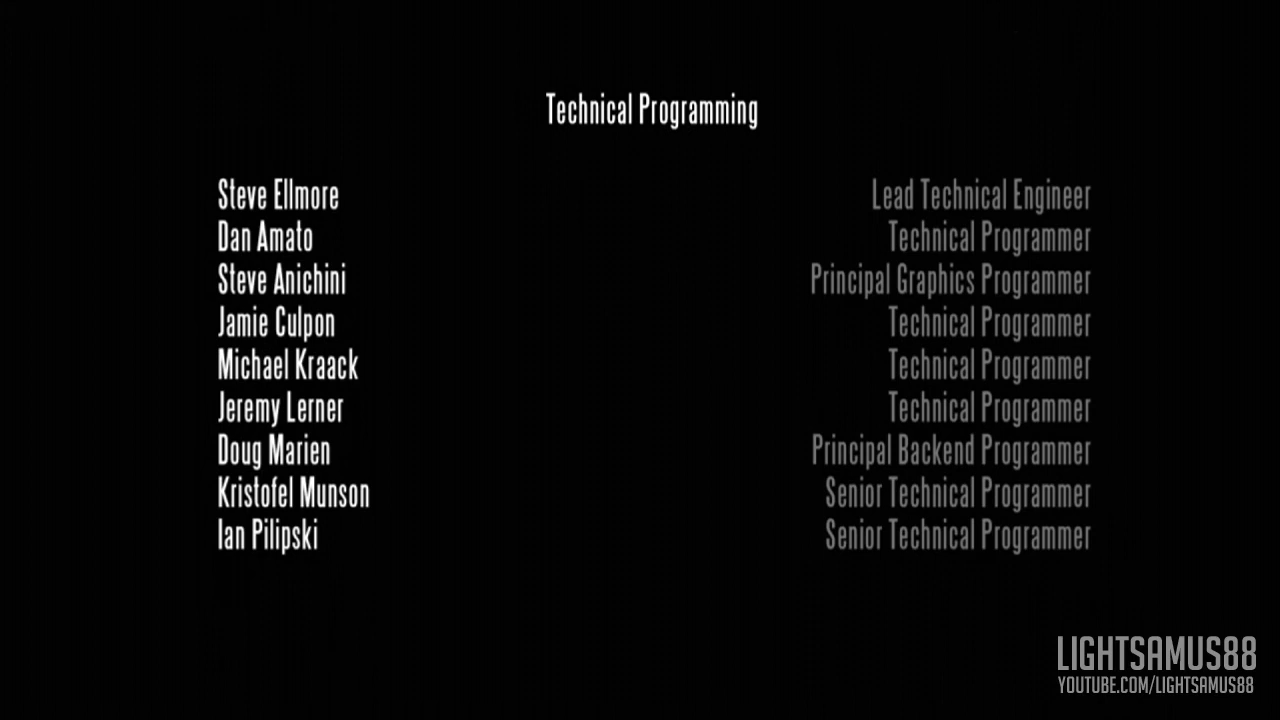 Technical Programming
Steve Ellmore Lead Technical Engineer
Dan Amato Technical Programmer
Steve Anichini Principal Graphics Programmer
Jamie Culpon Technical Programmer
Michael Kraack Technical Programmer
Jeremy Lerner Technical Programmer
Doug Marien Principal Backend Programmer
Kristofel Munson Senior Technical Programmer
Ian Pilipski Senior Technical Programmer
LIGHTSAMUS88
YOUTUBE.COM/LIGHTSAMUS88